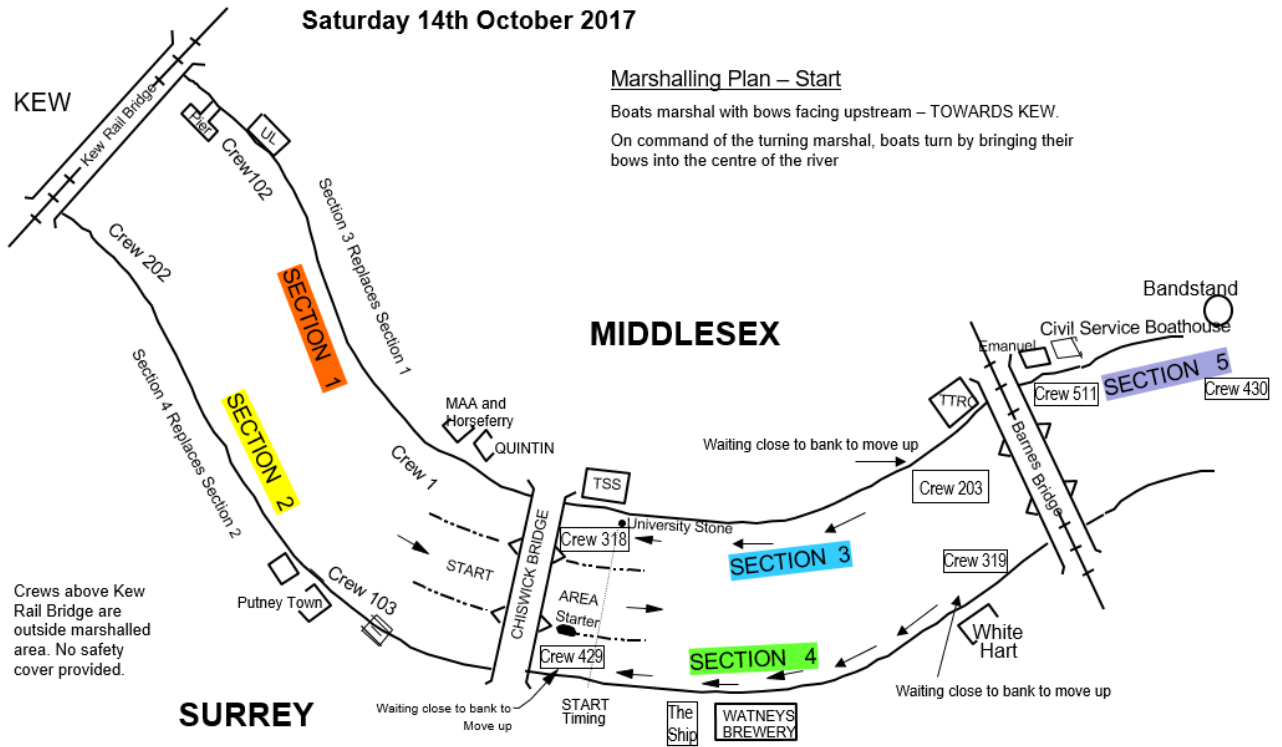 Saturday 14th October 2017
Marshalling Plan – Start
Boats marshal with bows facing upstream – TOWARDS KEW.
On command of the turning marshal, boats turn by bringing their
bows into the centre of the river
KEW
Kew Rail Bridge
Pier
UL
Crew102
Crew 202
Section 3 Replaces Section 1
SECTION 1
Section 4 Replaces Section 2
SECTION 2
MIDDLESEX
Bandstand
Civil Service Boathouse
Emanuel
SECTION 5
Crew 511
Crew 430
TTRC
Barnes Bridge
MAA and
Horseferry
QUINTIN
Crew 1
Waiting close to bank to move up
Crew 203
TSS
University Stone
Crew 318
SECTION 3
Crew 319
START
CHISWICK BRIDGE
AREA
Starter
Crew 103
Putney Town
Crews above Kew
Rail Bridge are
outside marshalled
area. No safety
cover provided.
White
Hart
Crew 429
SECTION 4
Waiting close to bank to move up
SURREY
Waiting close to bank to
Move up
START
Timing
The
Ship
WATNEYS
BREWERY